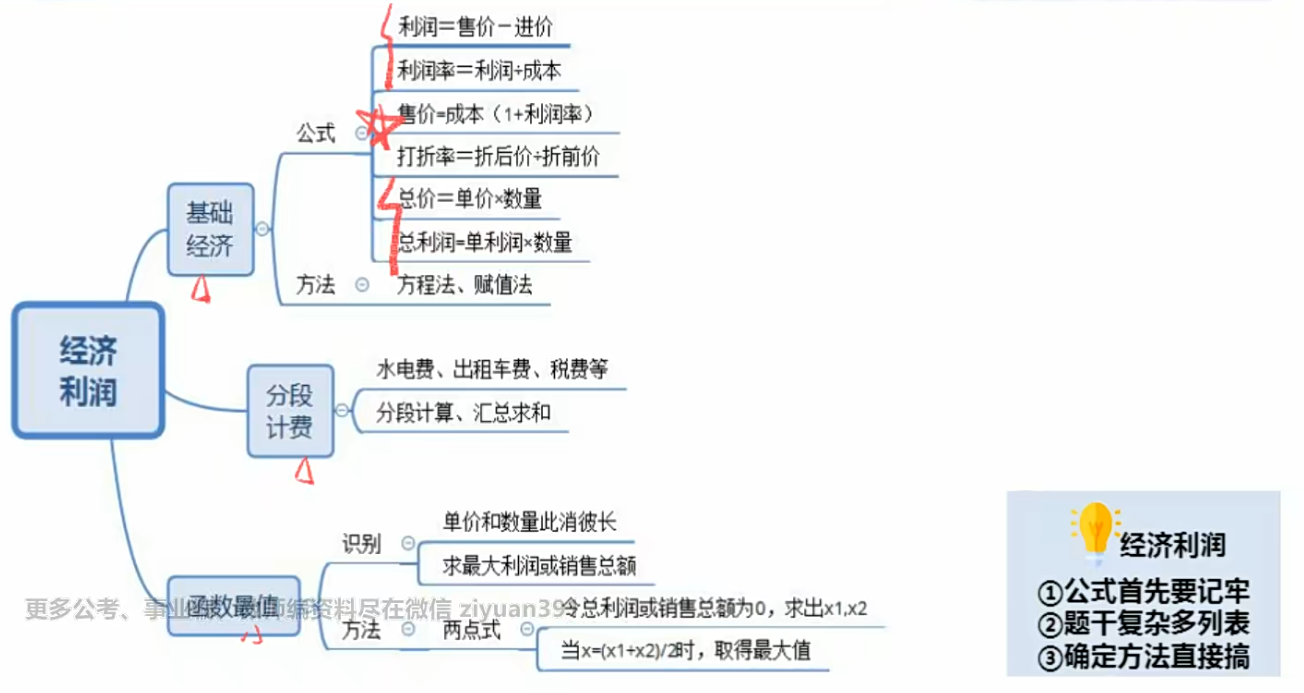 利润＝售价－进价
利润率＝利润÷成本
售价=成本（1+利润率）
公式
打折率＝折后价÷折前价
总价＝单价×数量
总利润=单利润×数量
基础
经济
方法
方程法、赋值法
经济
利润
水电费、出租车费、税费等
分段
计费
分段计算、汇总求和
单价和数量此消彼长
识别
求最大利润或销售总额
函数最值
更多公考、事业编、教师编资料尽在微信 ziyuan39
令总利润或销售总额为0，求出x1,x2
方法
两点式
当x=(x1+x2)/2时，取得最大值
经济利润
①公式首先要记牢
②题干复杂多列表
③确定方法直接搞